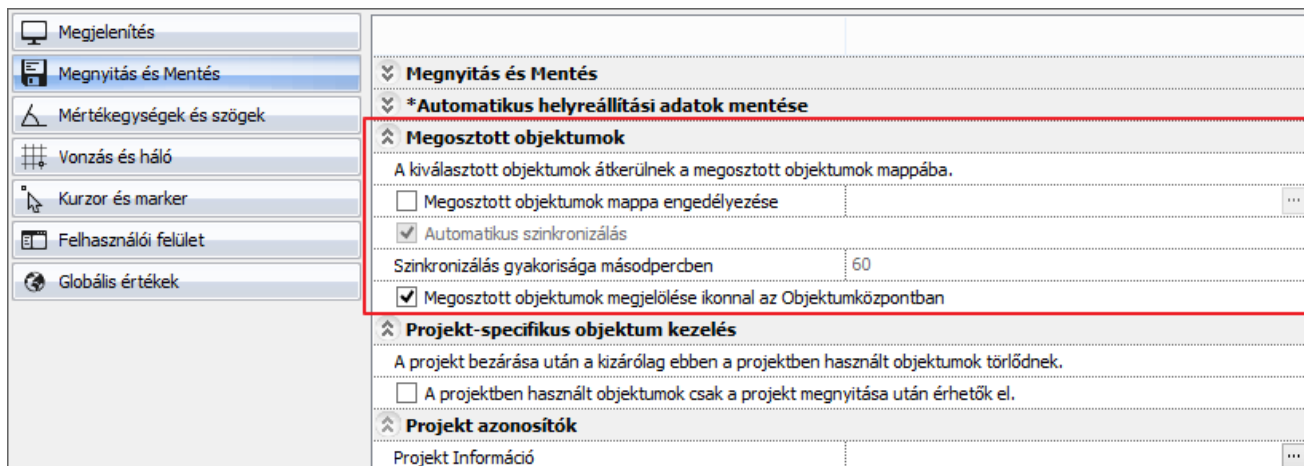 Megjelenítés
Megnyitás és Mentés
Mértékegységek és szögek
Vonzás és háló
Kurzor és marker
Felhasználói felület
Globális értékek
Megnyitás és Mentés
*Automatikus helyreállítási adatok mentése
Megosztott objektumok
A kiválasztott objektumok átkerülnek a megosztott objektumok mappába.
Megosztott objektumok mappa engedélyezése ...
Automatikus szinkronizálás
Szinkronizálás gyakorisága másodpercben 60
Megosztott objektumok megjelölése ikonnal az Objektumközpontban
Projekt-specifikus objektum kezelés
A projekt bezárása után a kizárólag ebben a projektben használt objektumok törlődnek.
A projektben használt objektumok csak a projekt megnyitása után érhetők el.
Projekt azonosítók
Projekt Információ ...